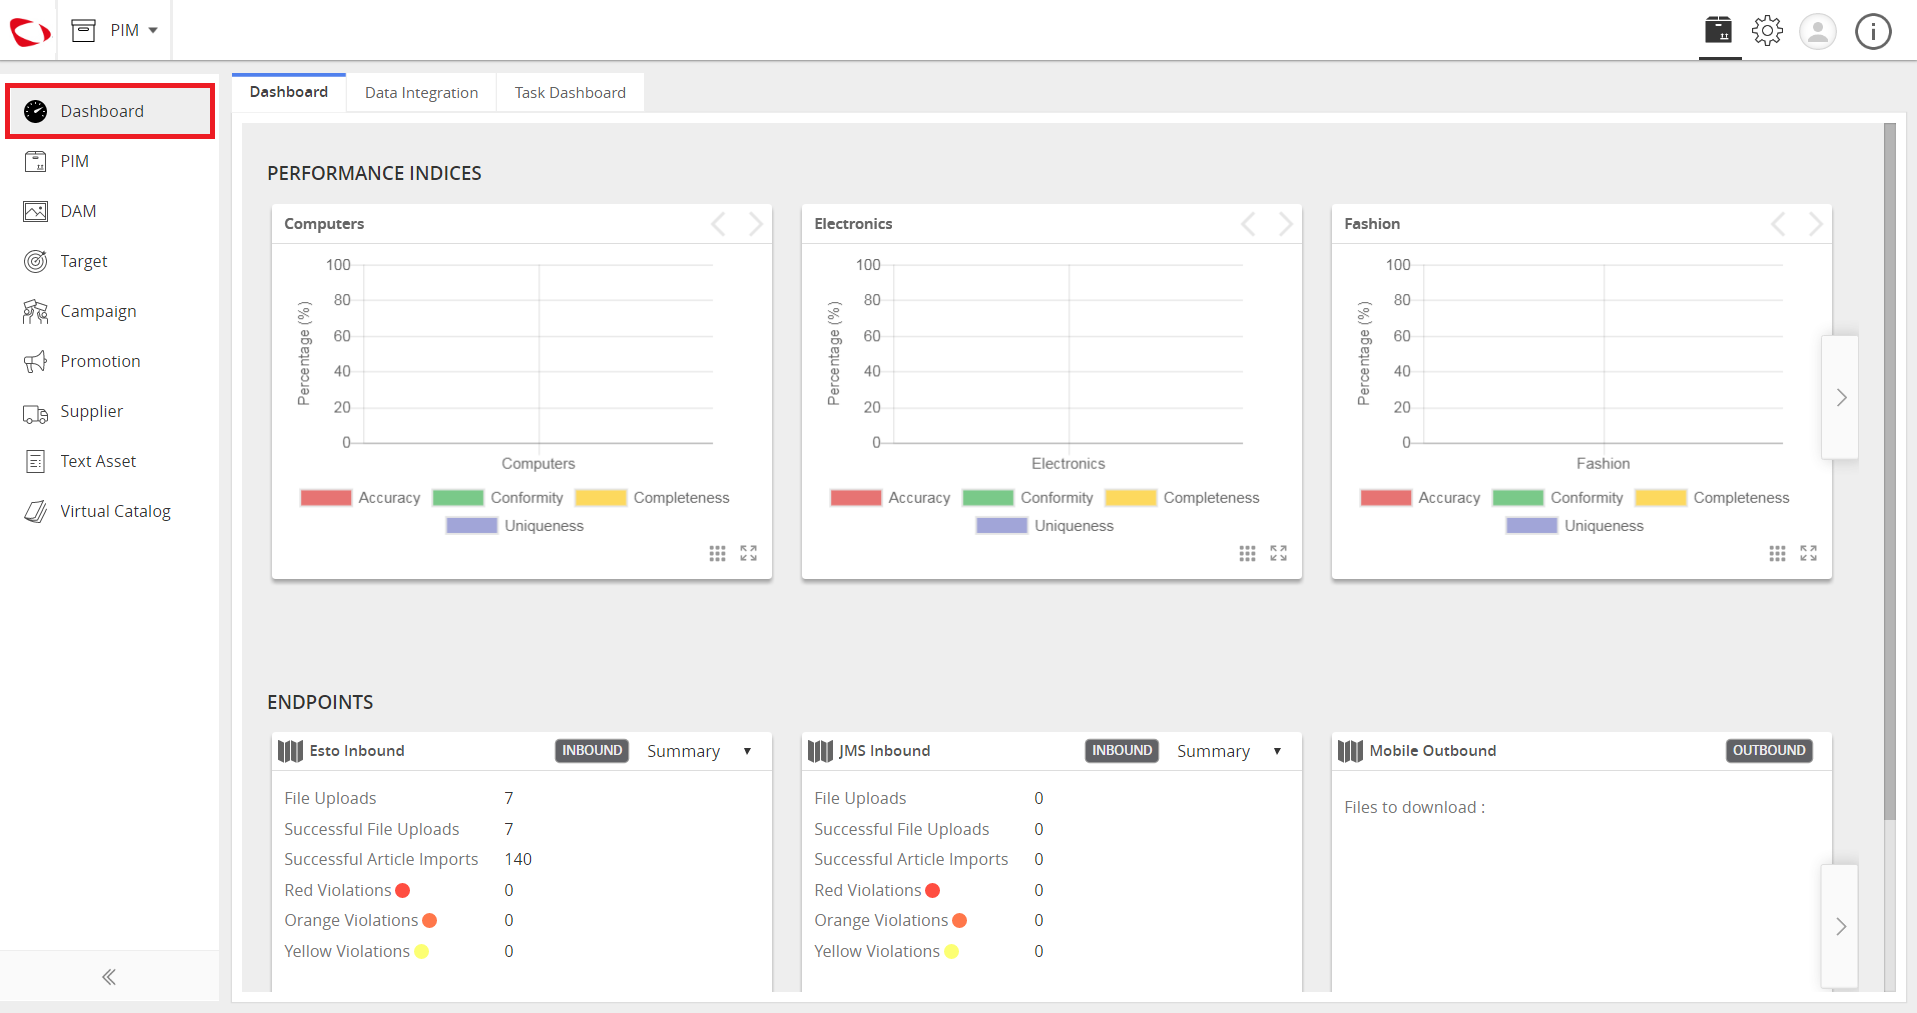 PIM
Dashboard
PIM
DAM
Target
Campaign
Promotion
Supplier
Text Asset
Virtual Catalog
Dashboard Data Integration Task Dashboard
PERFORMANCE INDICES
Computers
Percentage (%)
100
80
60
40
20
0
Computers
Accuracy Conformity Completeness
Uniqueness
Electronics
Percentage (%)
100
80
60
40
20
0
Electronics
Accuracy Conformity Completeness
Uniqueness
Fashion
Percentage (%)
100
80
60
40
20
0
Fashion
Accuracy Conformity Completeness
Uniqueness
ENDPOINTS
Esto Inbound INBOUND Summary
File Uploads 7
Successful File Uploads 7
Successful Article Imports 140
Red Violations 0
Orange Violations 0
Yellow Violations 0
JMS Inbound INBOUND Summary
File Uploads 0
Successful File Uploads 0
Successful Article Imports 0
Red Violations 0
Orange Violations 0
Yellow Violations 0
Mobile Outbound OUTBOUND
Files to download :